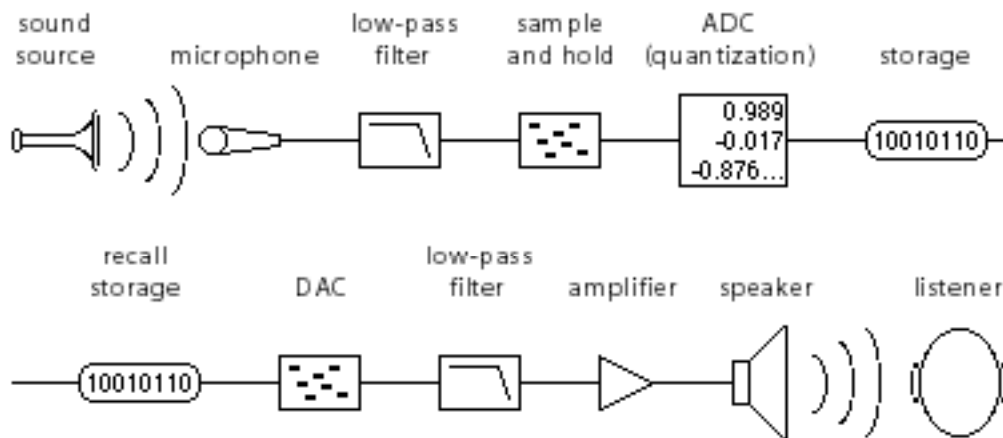 sound
source
microphone
low-pass
filter
sample
and hold
ADC
(quantization)
storage
0.989
-0.017
-0.876...
10010110
recall
storage
DAC
low-pass
filter
amplifier
speaker
listener
10010110